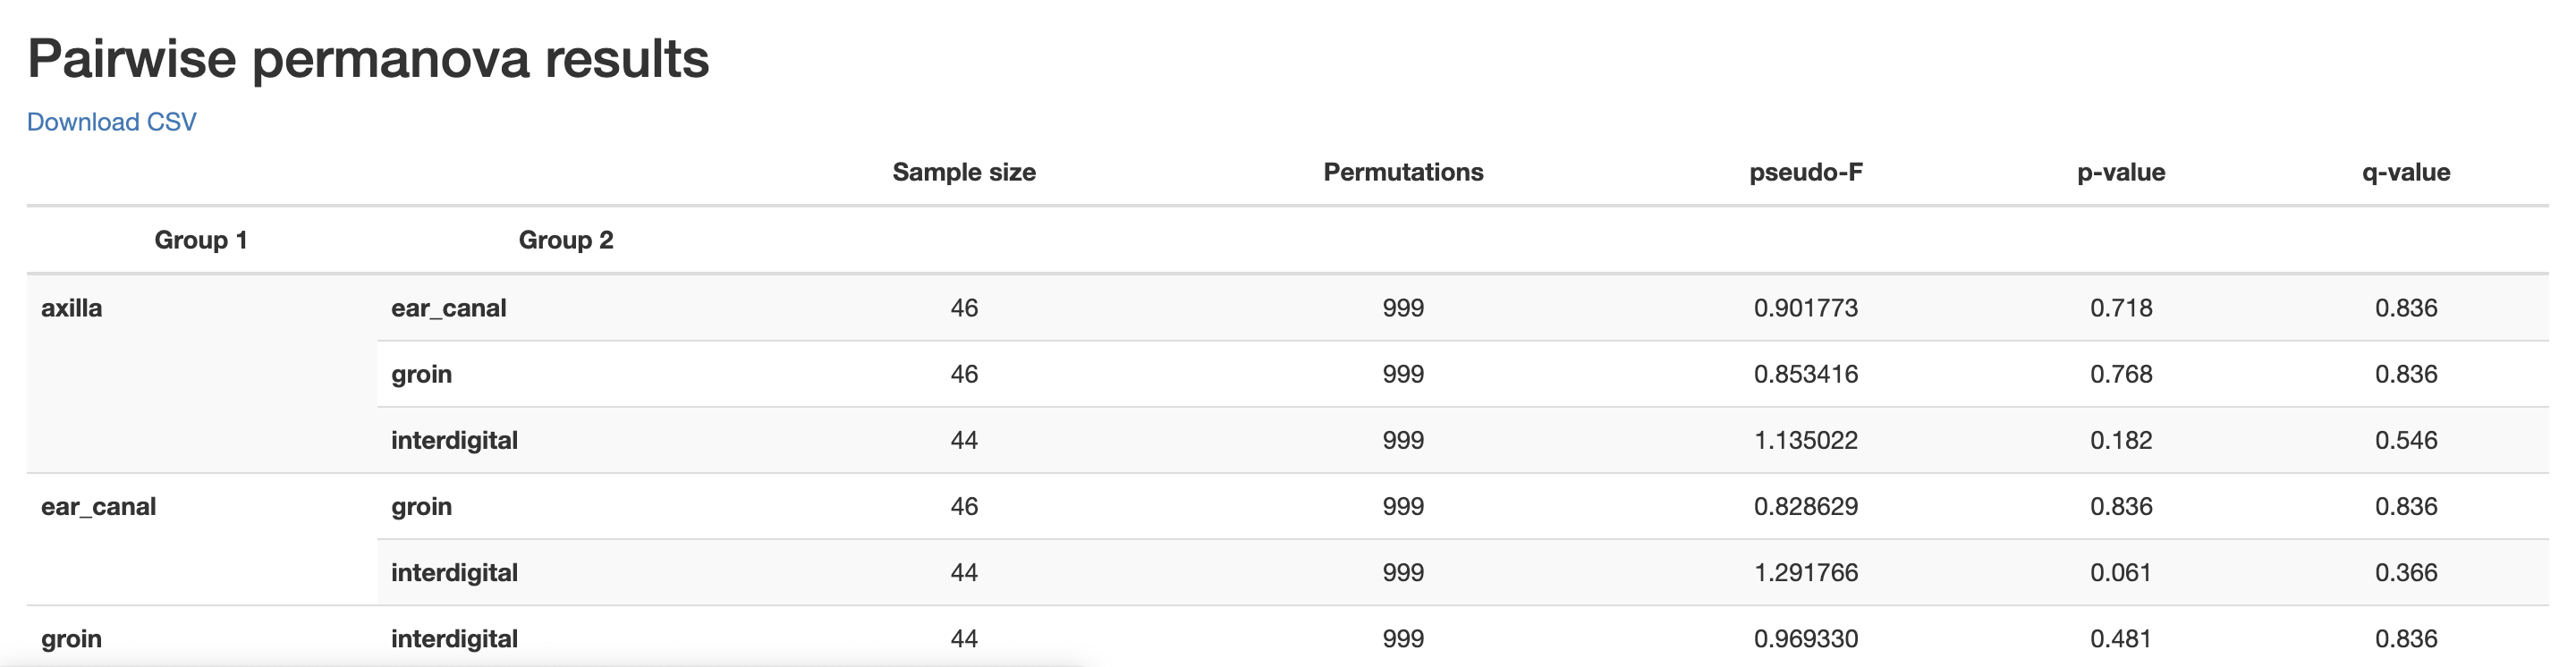 Pairwise permanova results
Download CSV
Sample size Permutations pseudo-F p-value q-value
Group 1 Group 2
axilla ear_canal 46 999 0.901773 0.718 0.836
groin 46 999 0.853416 0.768 0.836
interdigital 44 999 1.135022 0.182 0.546
ear_canal groin 46 999 0.828629 0.836 0.836
interdigital 44 999 1.291766 0.061 0.366
groin interdigital 44 999 0.969330 0.481 0.836